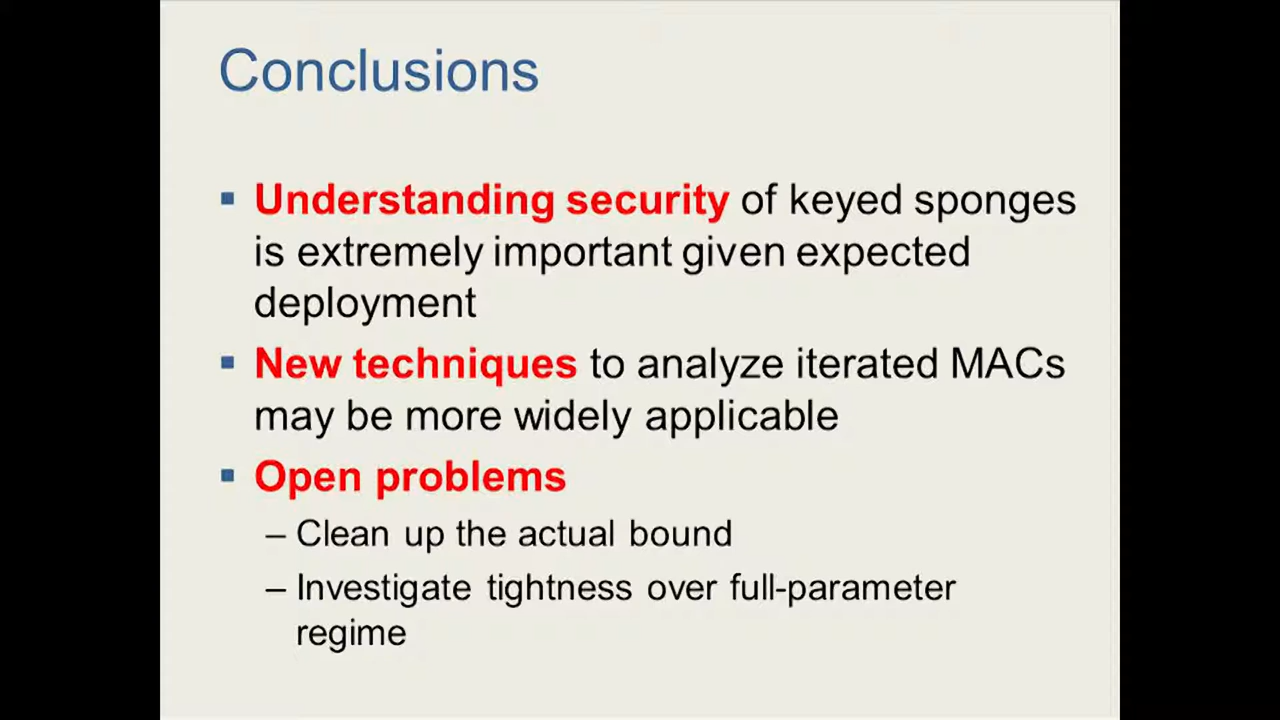 Conclusions
▪ Understanding security of keyed sponges
is extremely important given expected
deployment
▪ New techniques to analyze iterated MACs
may be more widely applicable
▪ Open problems
– Clean up the actual bound
– Investigate tightness over full-parameter
regime